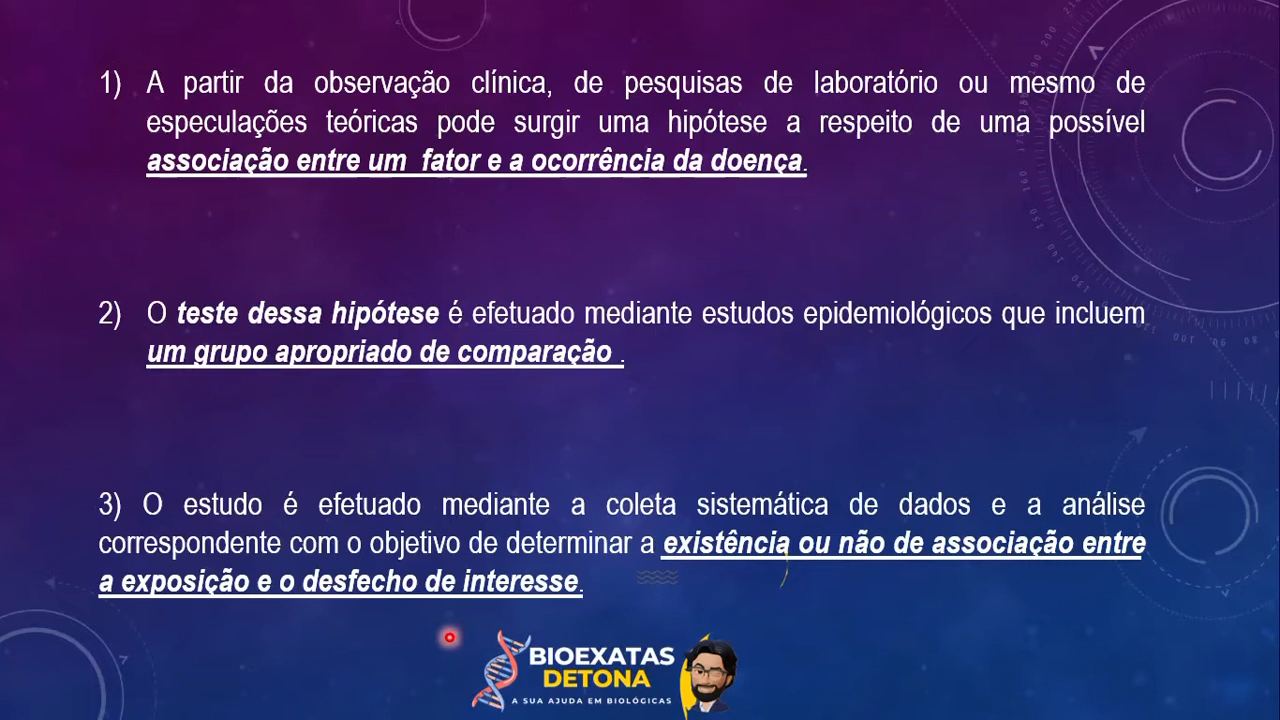 1) A partir da observação clínica, de pesquisas de laboratório ou mesmo de
especulações teóricas pode surgir uma hipótese a respeito de uma possível
associação entre um fator e a ocorrência da doença.
2) O teste dessa hipótese é efetuado mediante estudos epidemiológicos que incluem
um grupo apropriado de comparação .
3) O estudo é efetuado mediante a coleta sistemática de dados e a análise
correspondente com o objetivo de determinar a existência ou não de associação entre
a exposição e o desfecho de interesse.
BIOEXATAS
DETONA
A SUA AJUDA EM BIOLÓGICAS